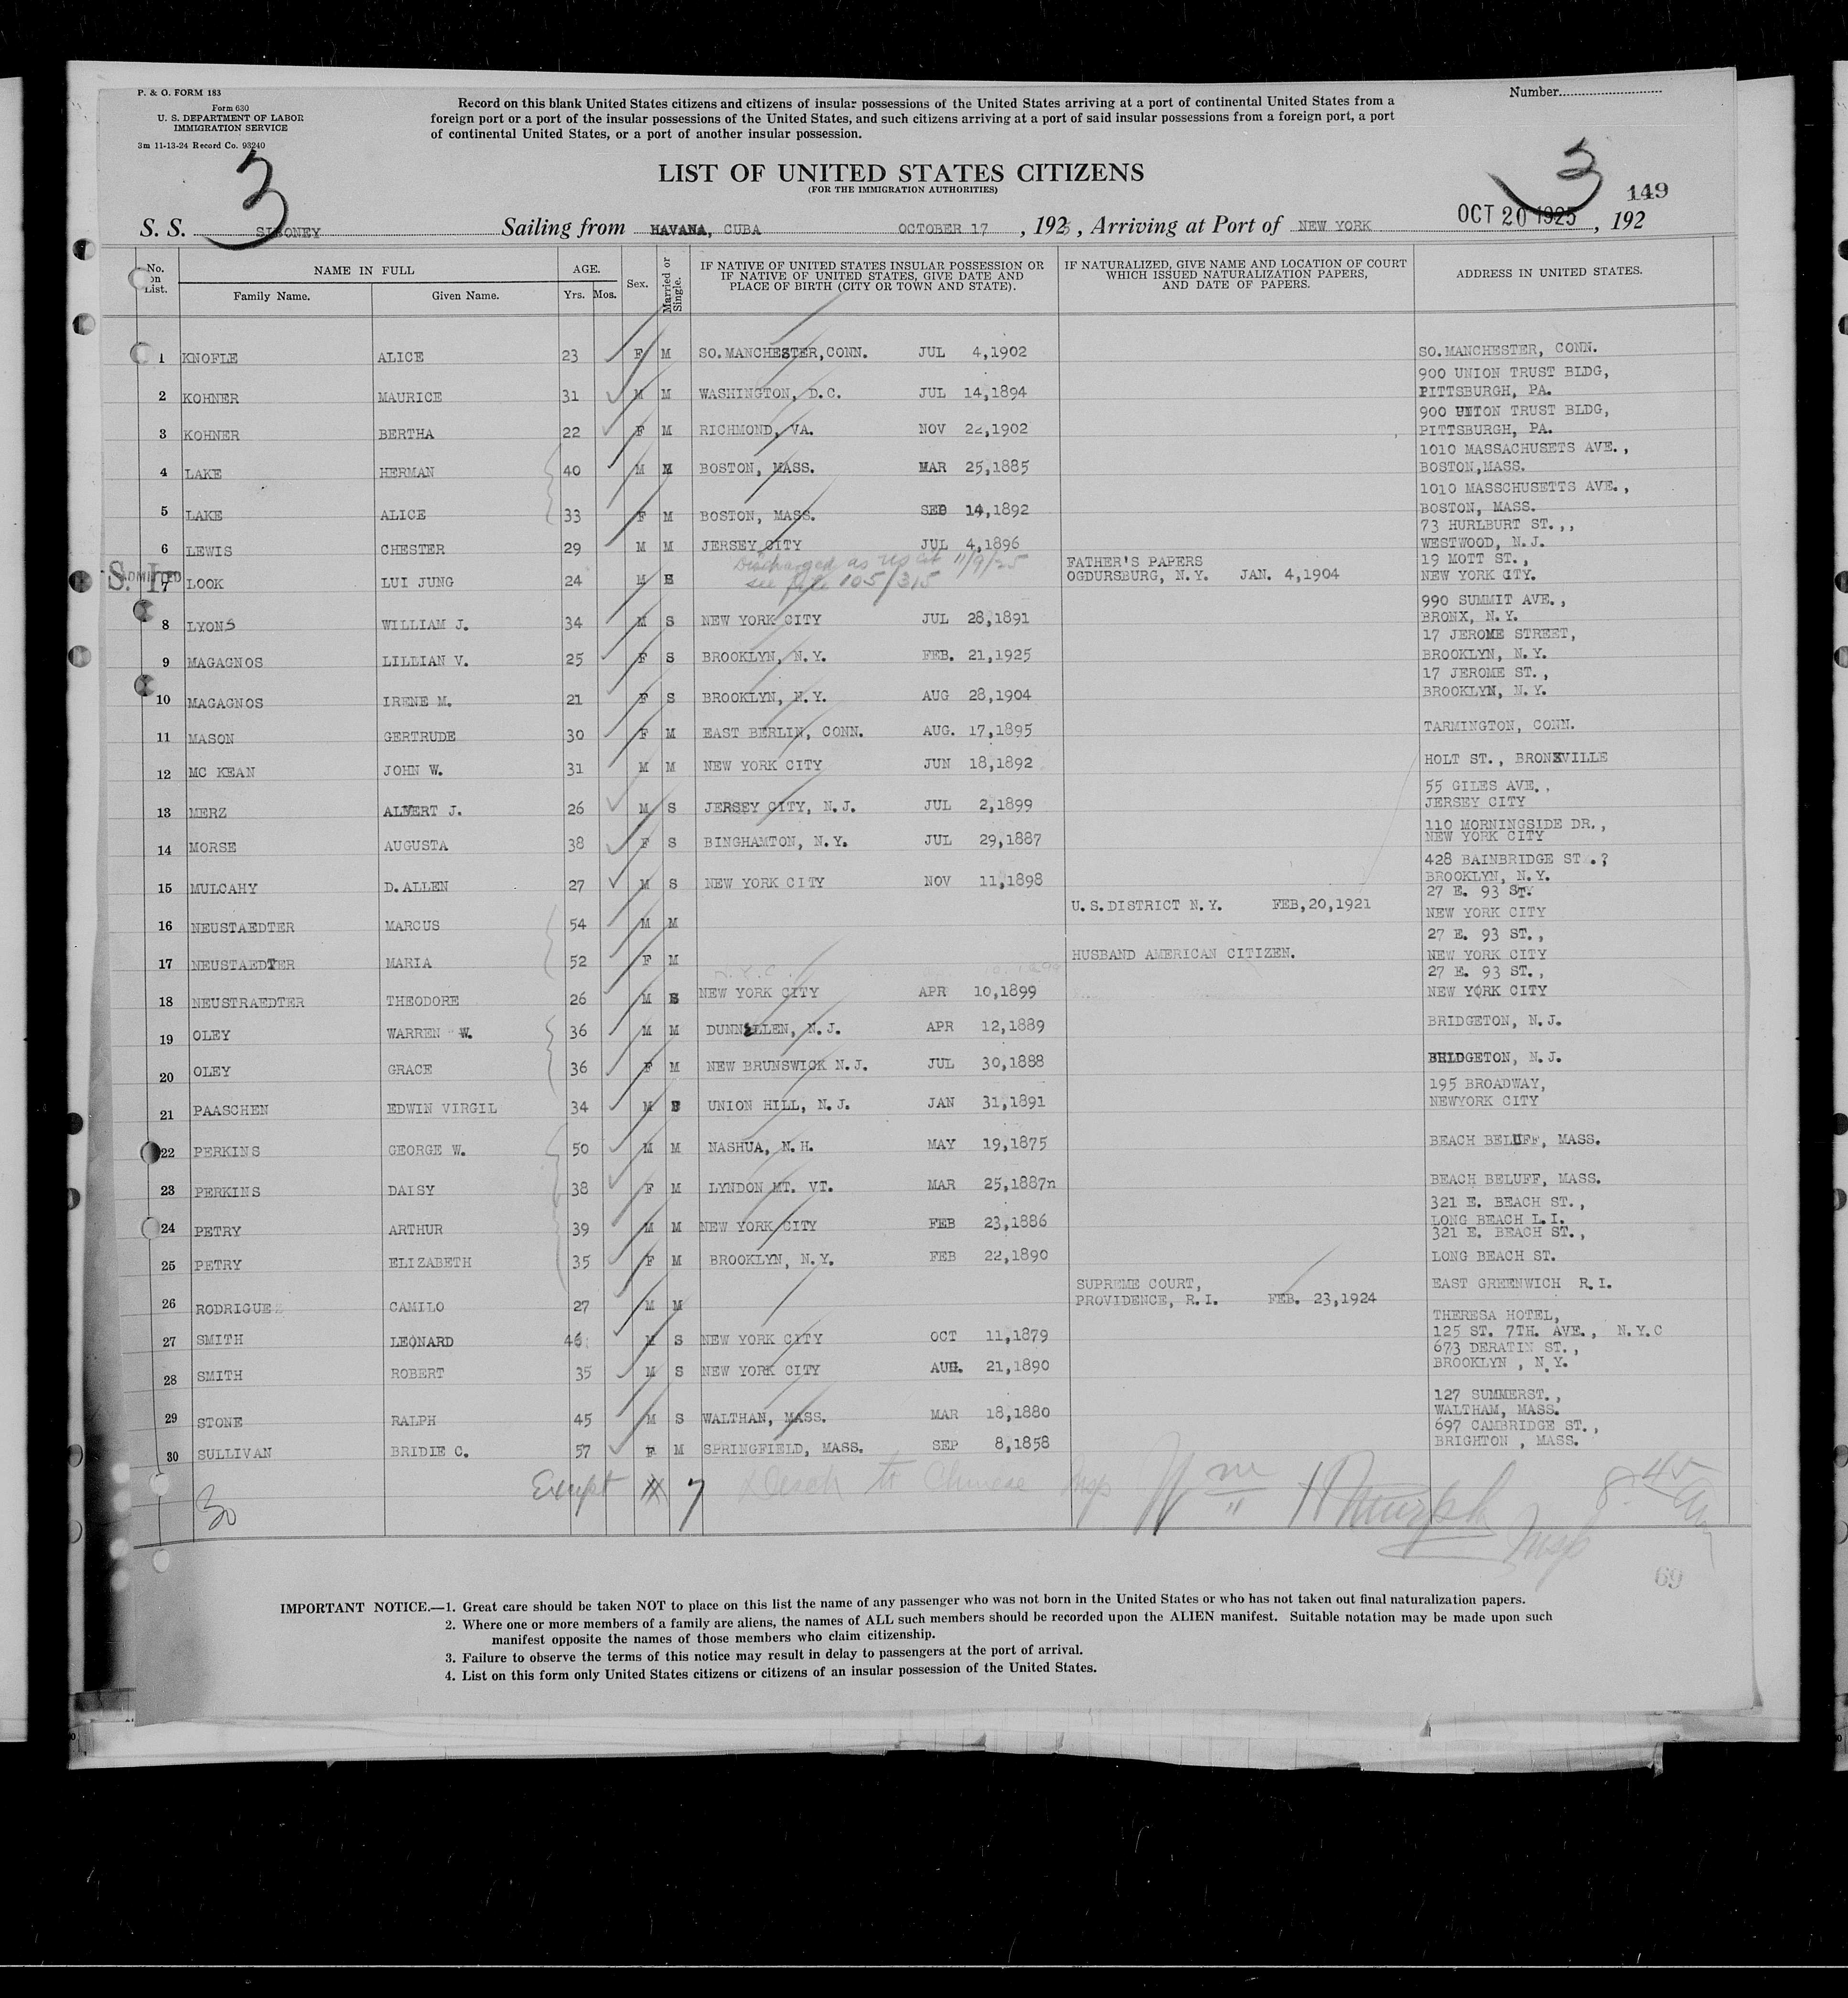 P. & O. FORM 183
Form 630
U. S. DEPARTMENT OF LABOR
IMMIGRATION SERVICE
3m 11-13-24 Record Co. 93240
Record on this blank United States citizens and citizens of insular possessions of the United States arriving at a port of continental United States from a
foreign port or a port of the insular possessions of the United States, and such citizens arriving at a port of said insular possessions from a foreign port, a port
of continental United States, or a port of another insular possession.
Number
3
LIST OF UNITED STATES CITIZENS
(FOR THE IMMIGRATION AUTHORITIES)
3
149
S. S. SIBONEY Sailing from HAVANA, CUBA OCTOBER 17, 1925, Arriving at Port of NEW YORK OCT 20 1925, 192
No. on List. NAME IN FULL AGE. Sex. Married or Single. IF NATIVE OF UNITED STATES INSULAR POSSESSION OR IF NATIVE OF UNITED STATES, GIVE DATE AND PLACE OF BIRTH (CITY OR TOWN AND STATE). IF NATURALIZED, GIVE NAME AND LOCATION OF COURT WHICH ISSUED NATURALIZATION PAPERS, AND DATE OF PAPERS. ADDRESS IN UNITED STATES.
Family Name. Given Name. Yrs. Mos.
1 KNOFLE ALICE 23 F M SO. MANCHESTER, CONN. JUL 4,1902 SO. MANCHESTER, CONN.
900 UNION TRUST BLDG,
2 KOHNER MAURICE 31 M M WASHINGTON, D.C. JUL 14,1894 PITTSBURGH, PA.
900 UNION TRUST BLDG,
3 KOHNER BERTHA 22 F M RICHMOND, VA. NOV 22,1902 PITTSBURGH, PA.
1010 MASSACHUSETS AVE.,
4 LAKE HERMAN 40 M M BOSTON, MASS. MAR 25,1885 BOSTON,MASS.
1010 MASSCHUSETTS AVE.,
5 LAKE ALICE 33 F M BOSTON, MASS. SEP 14,1892 BOSTON, MASS.
73 HURLBURT ST.,,
6 LEWIS CHESTER 29 M M JERSEY CITY JUL 4,1896 WESTWOOD, N.J.
Discharged as US Cit 11/9/25 FATHER'S PAPERS 19 MOTT ST.,
S.I. ADMITTED 7 LOOK LUI JUNG 24 M see file 105/315 OGDURSBURG, N.Y. JAN. 4,1904 NEW YORK CITY.
990 SUMMIT AVE.,
8 LYONS WILLIAM J. 34 M S NEW YORK CITY JUL 28,1891 BRONX, N.Y.
17 JEROME STREET,
9 MAGAGNOS LILLIAN V. 25 F S BROOKLYN, N.Y. FEB. 21,1925 BROOKLYN, N.Y.
17 JEROME ST.,
10 MAGAGNOS IRENE M. 21 F S BROOKLYN, N.Y. AUG 28,1904 BROOKLYN, N.Y.
11 MASON GERTRUDE 30 F M EAST BERLIN, CONN. AUG. 17,1895 TARMINGTON, CONN.
12 MC KEAN JOHN W. 31 M M NEW YORK CITY JUN 18,1892 HOLT ST., BRONXVILLE
55 GILES AVE.,
13 MERZ ALVERT J. 26 M S JERSEY CITY, N.J. JUL 2,1899 JERSEY CITY
110 MORNINGSIDE DR.,
14 MORSE AUGUSTA 38 F S BINGHAMTON, N.Y. JUL 29,1887 NEW YORK CITY
428 BAINBRIDGE ST.?
15 MULCAHY D. ALLEN 27 M S NEW YORK CITY NOV 11,1898 BROOKLYN, N.Y.
27 E. 93 ST.
16 NEUSTAEDTER MARCUS 54 M M U.S.DISTRICT N.Y. FEB,20,1921 NEW YORK CITY
27 E. 93 ST.,
17 NEUSTAEDTER MARIA 52 F M HUSBAND AMERICAN CITIZEN. NEW YORK CITY
27 E. 93 ST.,
18 NEUSTRAEDTER THEODORE 26 M S NEW YORK CITY APR 10,1899 NEW YORK CITY
19 OLEY WARREN W. 36 M M DUNNELLEN, N.J. APR 12,1889 BRIDGETON, N.J.
20 OLEY GRACE 36 F M NEW BRUNSWICK N.J. JUL 30,1888 BRIDGETON, N.J.
195 BROADWAY,
21 PAASCHEN EDWIN VIRGIL 34 M UNION HILL, N.J. JAN 31,1891 NEWYORK CITY
22 PERKINS GEORGE W. 50 M M NASHUA, N.H. MAY 19,1875 BEACH BELUFF, MASS.
23 PERKINS DAISY 38 F M LYNDON MT. VT. MAR 25,1887n BEACH BELUFF, MASS.
321 E. BEACH ST.,
24 PETRY ARTHUR 39 M M NEW YORK CITY FEB 23,1886 LONG BEACH L.I.
321 E. BEACH ST.,
25 PETRY ELIZABETH 35 F M BROOKLYN, N.Y. FEB 22,1890 LONG BEACH ST.
SUPREME COURT, EAST GREENWICH R.I.
26 RODRIGUEZ CAMILO 27 M M PROVIDENCE, R.I. FEB. 23,1924
THERESA HOTEL,
27 SMITH LEONARD 46 M S NEW YORK CITY OCT 11,1879 125 ST. 7TH. AVE., N.Y.C
673 DERATIN ST.,
28 SMITH ROBERT 35 M S NEW YORK CITY AUG. 21,1890 BROOKLYN, N.Y.
127 SUMMERST.,
29 STONE RALPH 45 M S WALTHAN, MASS. MAR 18,1880 WALTHAM, MASS.
697 CAMBRIDGE ST.,
30 SULLIVAN BRIDIE C. 57 F M SPRINGFIELD, MASS. SEP 8,1858 BRIGHTON, MASS.
30 Exempt 7 to Chinese Insp Wm H Murph Insp 8.45
69
IMPORTANT NOTICE.—1. Great care should be taken NOT to place on this list the name of any passenger who was not born in the United States or who has not taken out final naturalization papers.
2. Where one or more members of a family are aliens, the names of ALL such members should be recorded upon the ALIEN manifest. Suitable notation may be made upon such
manifest opposite the names of those members who claim citizenship.
3. Failure to observe the terms of this notice may result in delay to passengers at the port of arrival.
4. List on this form only United States citizens or citizens of an insular possession of the United States.